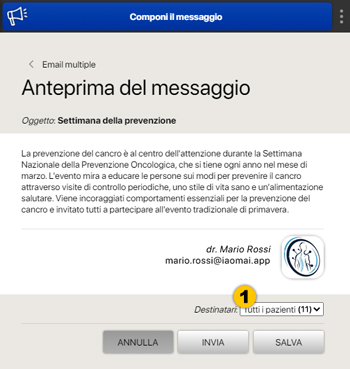 Componi il messaggio
Email multiple
Anteprima del messaggio
Oggetto: Settimana della prevenzione
La prevenzione del cancro è al centro dell'attenzione durante la Settimana
Nazionale della Prevenzione Oncologica, che si tiene ogni anno nel mese di
marzo. L'evento mira a educare le persone sui modi per prevenire il cancro
attraverso visite di controllo periodiche, uno stile di vita sano e un'alimentazione
salutare. Viene incoraggiati comportamenti essenziali per la prevenzione del
cancro e invitato tutti a partecipare all'evento tradizionale di primavera.
dr. Mario Rossi
mario.rossi@iaomai.app
1
Destinatari: Tutti i pazienti (11)
ANNULLA INVIA SALVA